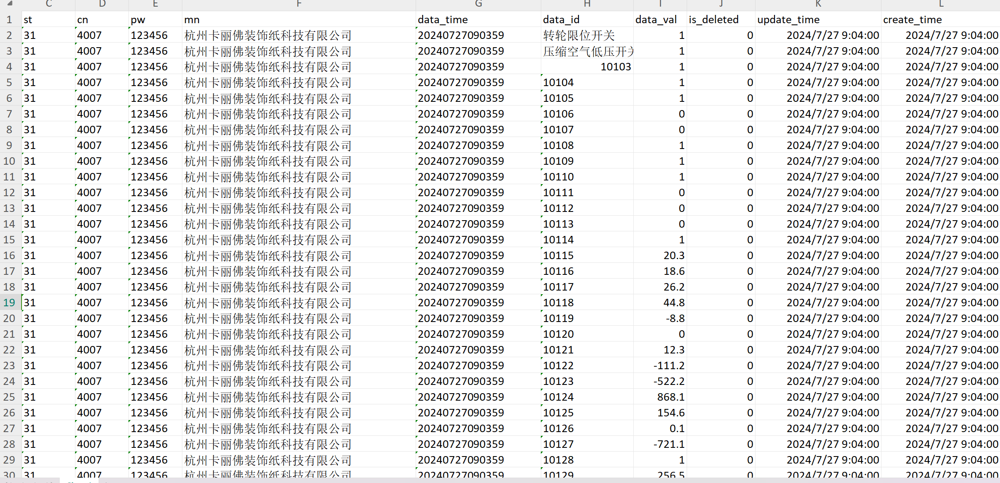 C D E F G H I J K L
1 st cn pw mn data_time data_id data_val is_deleted update_time create_time
2 31 4007 123456 杭州卡丽佛装饰纸科技有限公司 20240727090359 转轮限位开关 1 0 2024/7/27 9:04:00 2024/7/27 9:04:00
3 31 4007 123456 杭州卡丽佛装饰纸科技有限公司 20240727090359 压缩空气低压开关 1 0 2024/7/27 9:04:00 2024/7/27 9:04:00
4 31 4007 123456 杭州卡丽佛装饰纸科技有限公司 20240727090359 10103 1 0 2024/7/27 9:04:00 2024/7/27 9:04:00
5 31 4007 123456 杭州卡丽佛装饰纸科技有限公司 20240727090359 10104 1 0 2024/7/27 9:04:00 2024/7/27 9:04:00
6 31 4007 123456 杭州卡丽佛装饰纸科技有限公司 20240727090359 10105 1 0 2024/7/27 9:04:00 2024/7/27 9:04:00
7 31 4007 123456 杭州卡丽佛装饰纸科技有限公司 20240727090359 10106 0 0 2024/7/27 9:04:00 2024/7/27 9:04:00
8 31 4007 123456 杭州卡丽佛装饰纸科技有限公司 20240727090359 10107 0 0 2024/7/27 9:04:00 2024/7/27 9:04:00
9 31 4007 123456 杭州卡丽佛装饰纸科技有限公司 20240727090359 10108 1 0 2024/7/27 9:04:00 2024/7/27 9:04:00
10 31 4007 123456 杭州卡丽佛装饰纸科技有限公司 20240727090359 10109 1 0 2024/7/27 9:04:00 2024/7/27 9:04:00
11 31 4007 123456 杭州卡丽佛装饰纸科技有限公司 20240727090359 10110 1 0 2024/7/27 9:04:00 2024/7/27 9:04:00
12 31 4007 123456 杭州卡丽佛装饰纸科技有限公司 20240727090359 10111 0 0 2024/7/27 9:04:00 2024/7/27 9:04:00
13 31 4007 123456 杭州卡丽佛装饰纸科技有限公司 20240727090359 10112 0 0 2024/7/27 9:04:00 2024/7/27 9:04:00
14 31 4007 123456 杭州卡丽佛装饰纸科技有限公司 20240727090359 10113 0 0 2024/7/27 9:04:00 2024/7/27 9:04:00
15 31 4007 123456 杭州卡丽佛装饰纸科技有限公司 20240727090359 10114 1 0 2024/7/27 9:04:00 2024/7/27 9:04:00
16 31 4007 123456 杭州卡丽佛装饰纸科技有限公司 20240727090359 10115 20.3 0 2024/7/27 9:04:00 2024/7/27 9:04:00
17 31 4007 123456 杭州卡丽佛装饰纸科技有限公司 20240727090359 10116 18.6 0 2024/7/27 9:04:00 2024/7/27 9:04:00
18 31 4007 123456 杭州卡丽佛装饰纸科技有限公司 20240727090359 10117 26.2 0 2024/7/27 9:04:00 2024/7/27 9:04:00
19 31 4007 123456 杭州卡丽佛装饰纸科技有限公司 20240727090359 10118 44.8 0 2024/7/27 9:04:00 2024/7/27 9:04:00
20 31 4007 123456 杭州卡丽佛装饰纸科技有限公司 20240727090359 10119 -8.8 0 2024/7/27 9:04:00 2024/7/27 9:04:00
21 31 4007 123456 杭州卡丽佛装饰纸科技有限公司 20240727090359 10120 0 0 2024/7/27 9:04:00 2024/7/27 9:04:00
22 31 4007 123456 杭州卡丽佛装饰纸科技有限公司 20240727090359 10121 12.3 0 2024/7/27 9:04:00 2024/7/27 9:04:00
23 31 4007 123456 杭州卡丽佛装饰纸科技有限公司 20240727090359 10122 -111.2 0 2024/7/27 9:04:00 2024/7/27 9:04:00
24 31 4007 123456 杭州卡丽佛装饰纸科技有限公司 20240727090359 10123 -522.2 0 2024/7/27 9:04:00 2024/7/27 9:04:00
25 31 4007 123456 杭州卡丽佛装饰纸科技有限公司 20240727090359 10124 868.1 0 2024/7/27 9:04:00 2024/7/27 9:04:00
26 31 4007 123456 杭州卡丽佛装饰纸科技有限公司 20240727090359 10125 154.6 0 2024/7/27 9:04:00 2024/7/27 9:04:00
27 31 4007 123456 杭州卡丽佛装饰纸科技有限公司 20240727090359 10126 0.1 0 2024/7/27 9:04:00 2024/7/27 9:04:00
28 31 4007 123456 杭州卡丽佛装饰纸科技有限公司 20240727090359 10127 -721.1 0 2024/7/27 9:04:00 2024/7/27 9:04:00
29 31 4007 123456 杭州卡丽佛装饰纸科技有限公司 20240727090359 10128 1 0 2024/7/27 9:04:00 2024/7/27 9:04:00
30 31 4007 123456 杭州卡丽佛装饰纸科技有限公司 20240727090359 10129 256.5 0 2024/7/27 9:04:00 2024/7/27 9:04:00